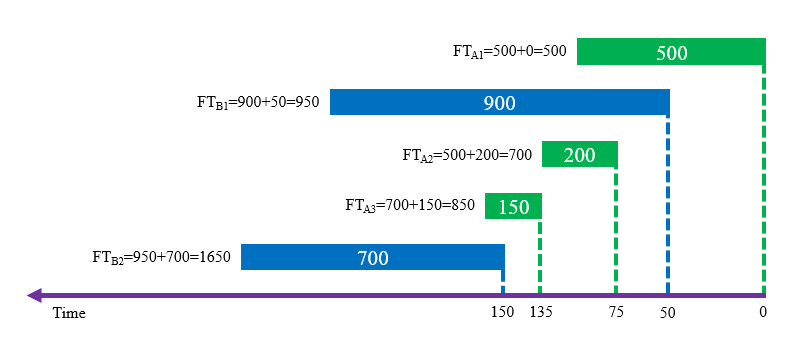 FTA1=500+0=500 500
FTB1=900+50=950 900
FTA2=500+200=700 200
FTA3=700+150=850 150
FTB2=950+700=1650 700
150 135 75 50 0
Time